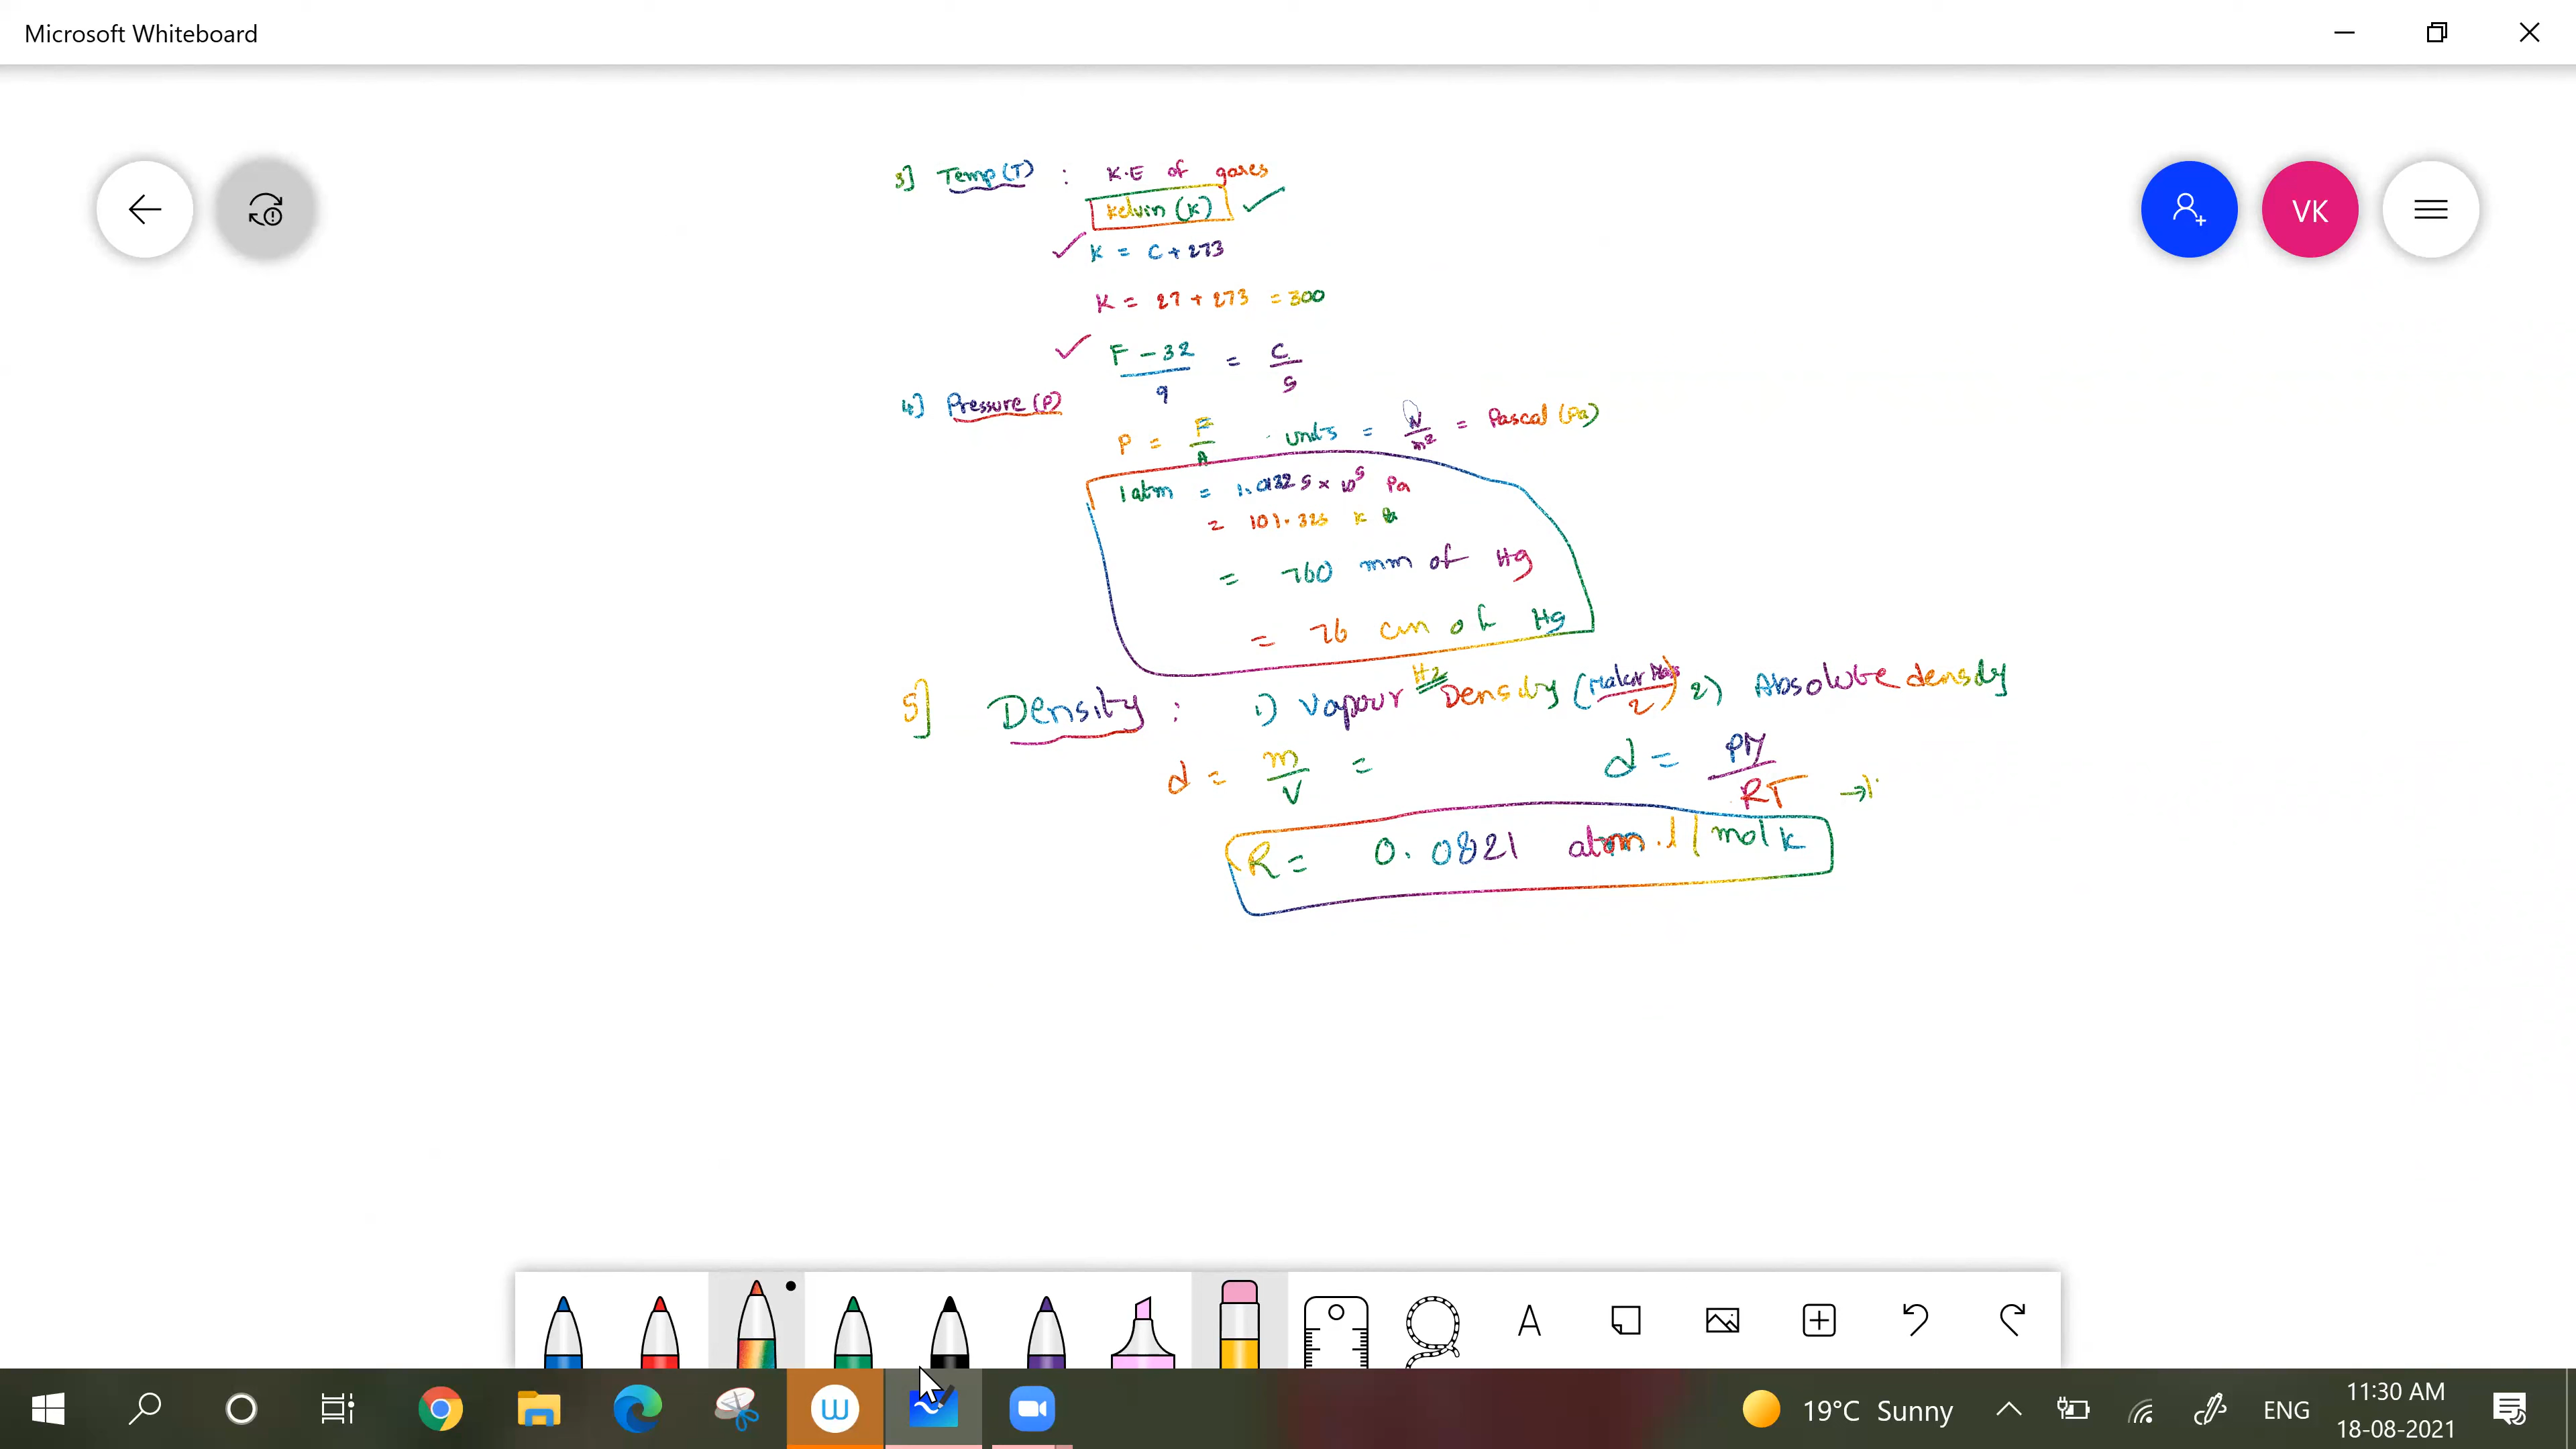 Microsoft Whiteboard
VK
3] Temp(T) : K.E of gases
Kelvin (K)
K = C + 273
K = 27 + 273 = 300
F - 32 / 9 = C / 5
4] Pressure (P)
P = F / A units = N / m² = Pascal (Pa)
1 atm = 1.01325 × 10⁵ Pa
= 101.325 k Pa
= 760 mm of Hg
= 76 cm of Hg
5] Density : 1) Vapour Density (Molar Mass / 2) 2) Absolute density
H2
d = m / V = d = PM / RT →
R = 0.0821 atm.l / mol K
19°C Sunny
ENG
11:30 AM
18-08-2021